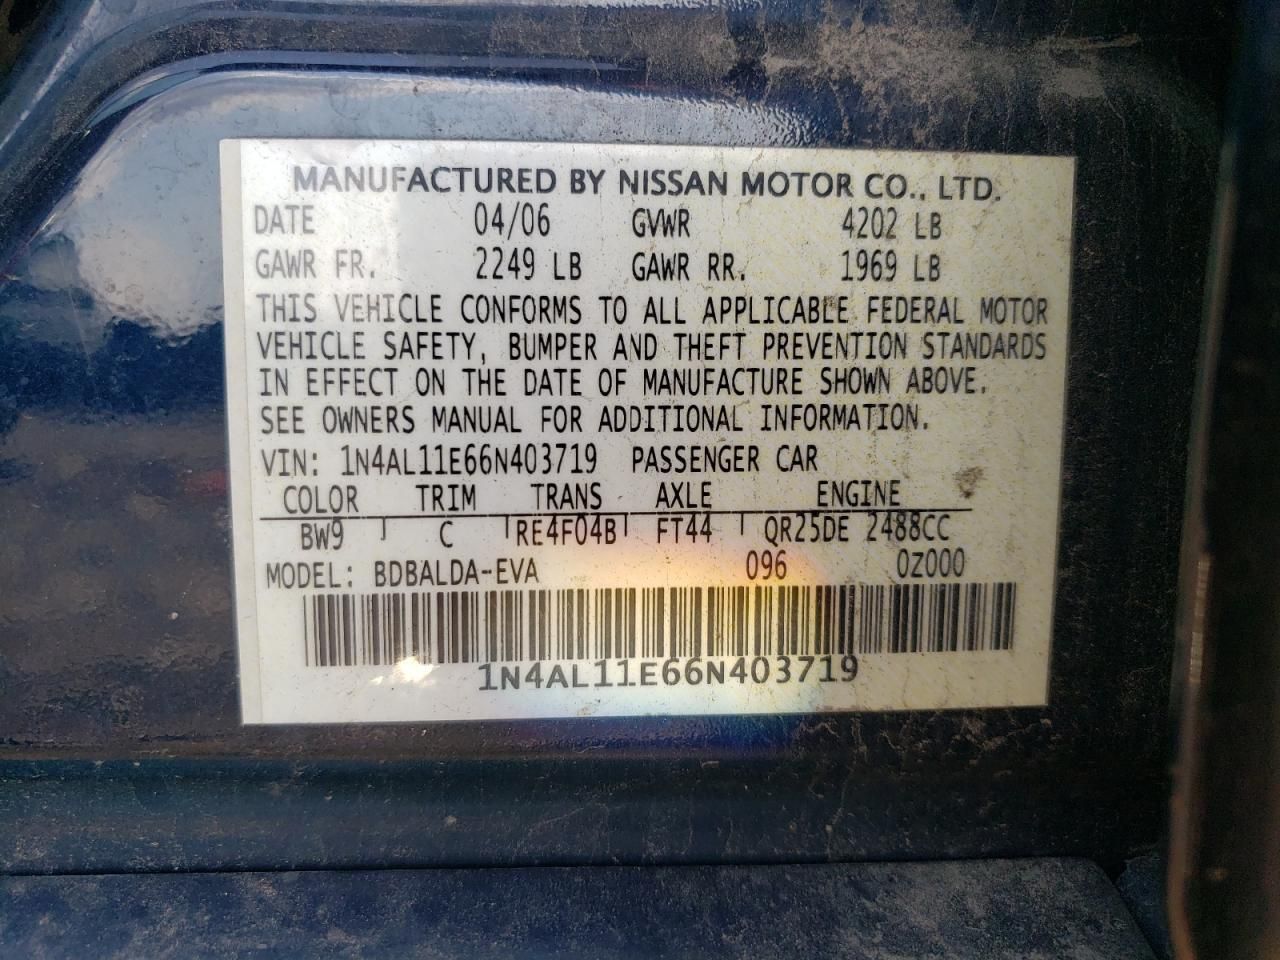 MANUFACTURED BY NISSAN MOTOR CO., LTD.
DATE 04/06 GVWR 4202 LB
GAWR FR. 2249 LB GAWR RR. 1969 LB
THIS VEHICLE CONFORMS TO ALL APPLICABLE FEDERAL MOTOR
VEHICLE SAFETY, BUMPER AND THEFT PREVENTION STANDARDS
IN EFFECT ON THE DATE OF MANUFACTURE SHOWN ABOVE.
SEE OWNERS MANUAL FOR ADDITIONAL INFORMATION.
VIN: 1N4AL11E66N403719 PASSENGER CAR
COLOR TRIM TRANS AXLE ENGINE
BW9 C RE4F04B FT44 QR25DE 2488CC
MODEL: BDBALDA-EVA 096 0Z000
1N4AL11E66N403719